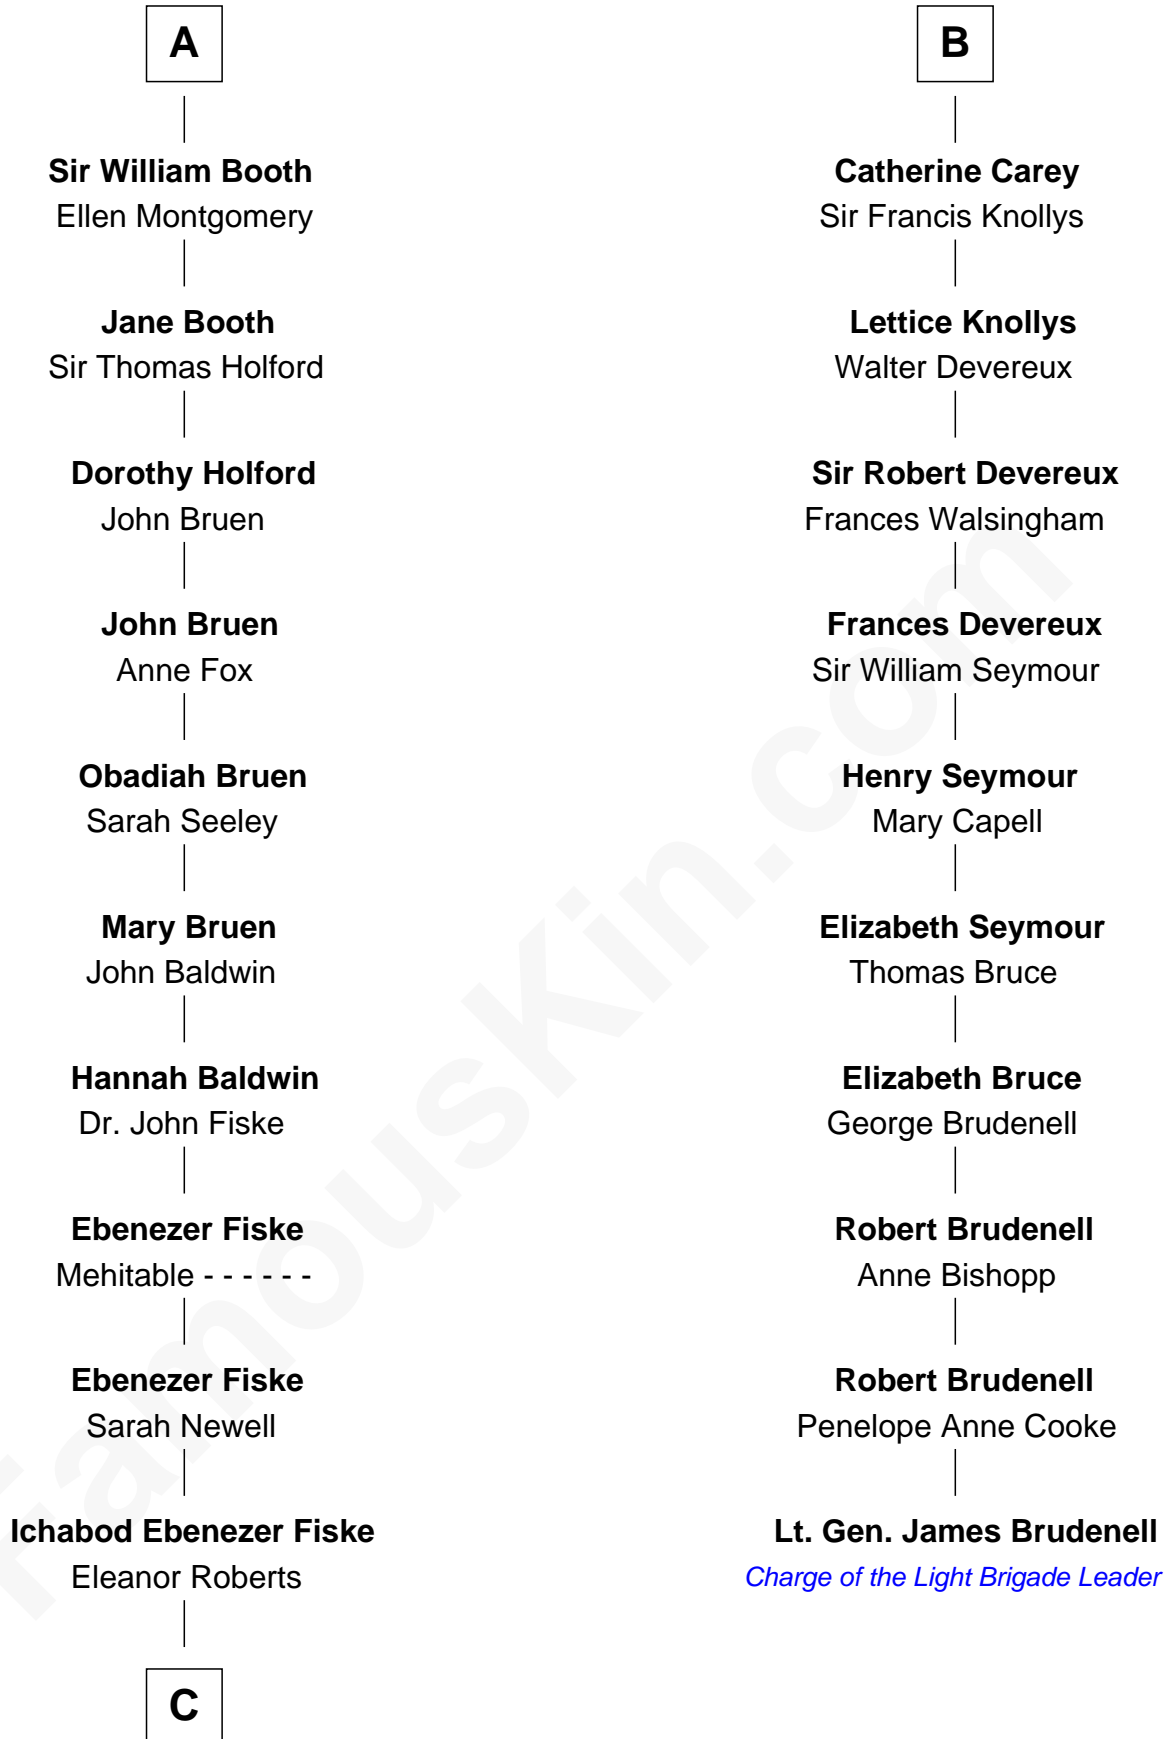 A
Sir William Booth
Ellen Montgomery
Jane Booth
Sir Thomas Holford
Dorothy Holford
John Bruen
John Bruen
Anne Fox
Obadiah Bruen
Sarah Seeley
Mary Bruen
John Baldwin
Hannah Baldwin
Dr. John Fiske
Ebenezer Fiske
Mehitable - - - - - -
Ebenezer Fiske
Sarah Newell
Ichabod Ebenezer Fiske
Eleanor Roberts
C
B
Catherine Carey
Sir Francis Knollys
Lettice Knollys
Walter Devereux
Sir Robert Devereux
Frances Walsingham
Frances Devereux
Sir William Seymour
Henry Seymour
Mary Capell
Elizabeth Seymour
Thomas Bruce
Elizabeth Bruce
George Brudenell
Robert Brudenell
Anne Bishopp
Robert Brudenell
Penelope Anne Cooke
Lt. Gen. James Brudenell
Charge of the Light Brigade Leader
FamousKin.com